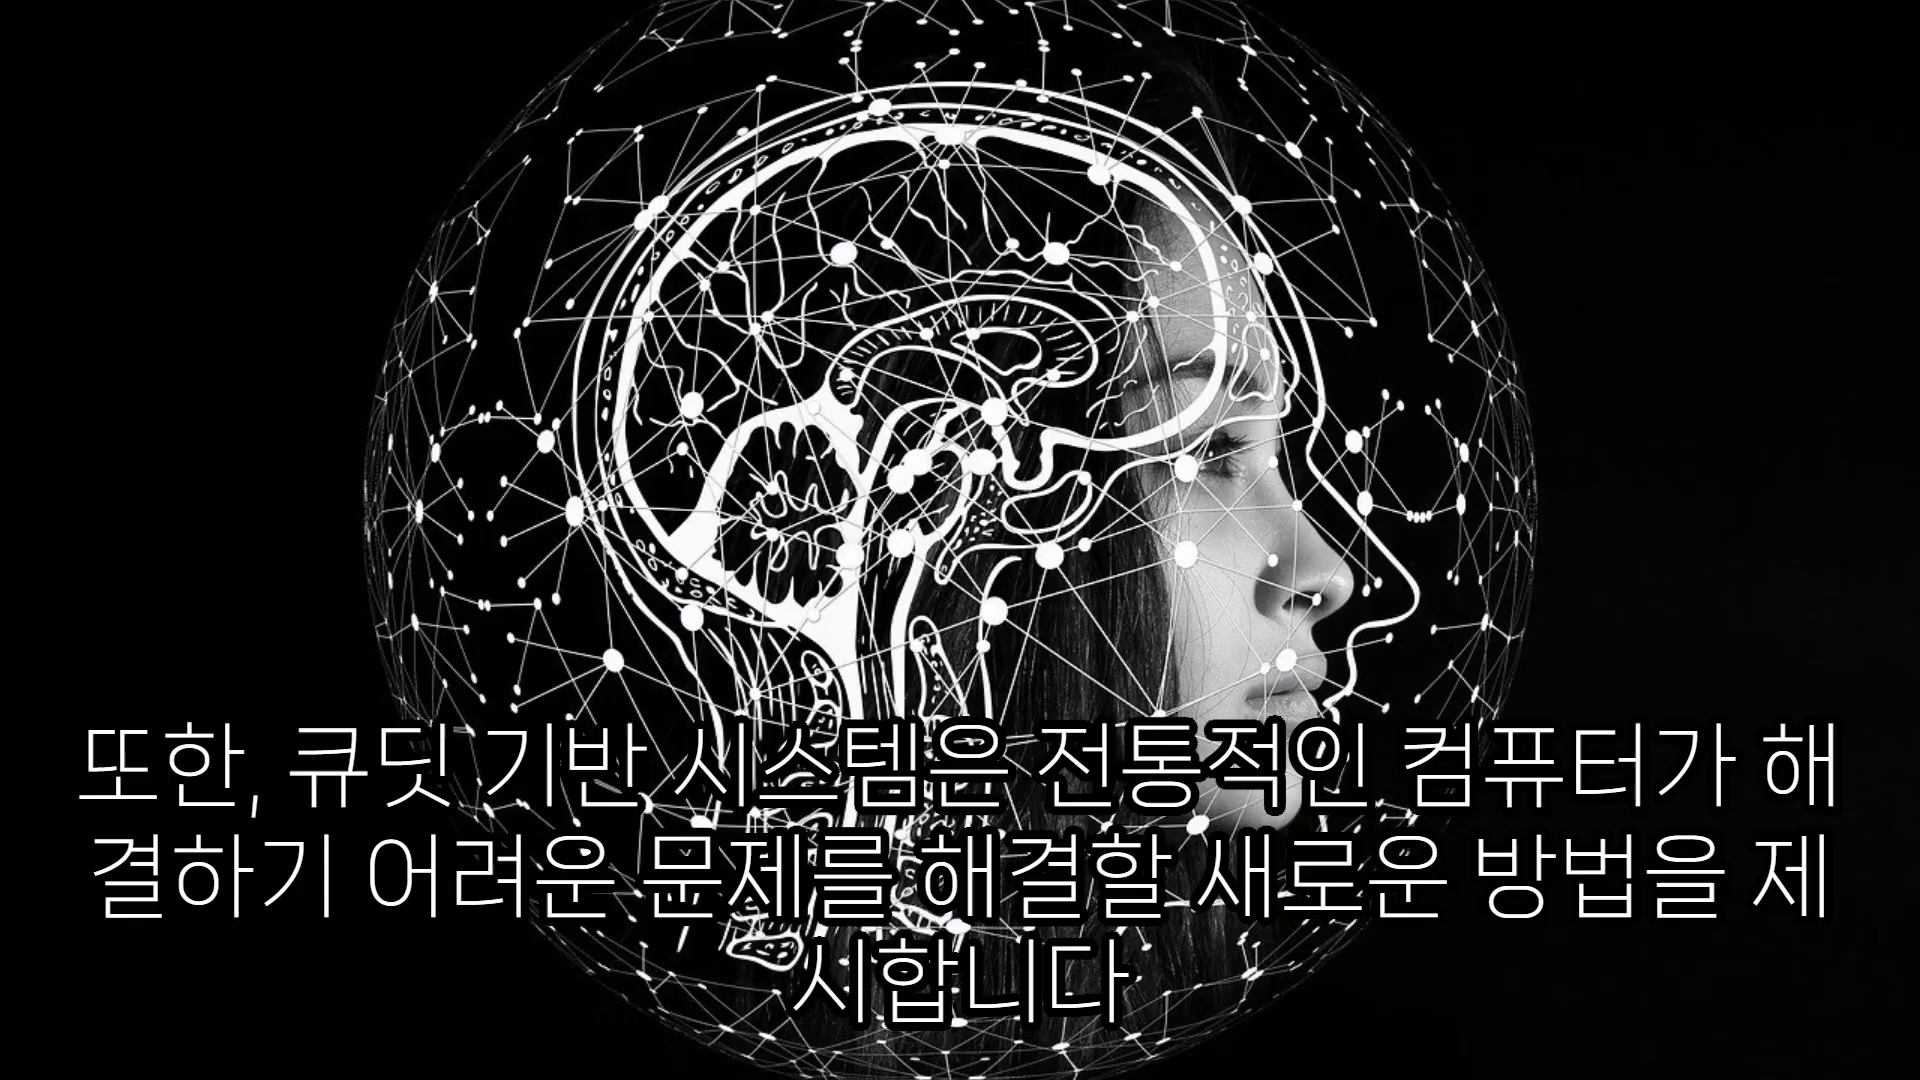 또한, 큐딧 기반 시스템은 전통적인 컴퓨터가 해
결하기 어려운 문제를 해결할 새로운 방법을 제
시합니다